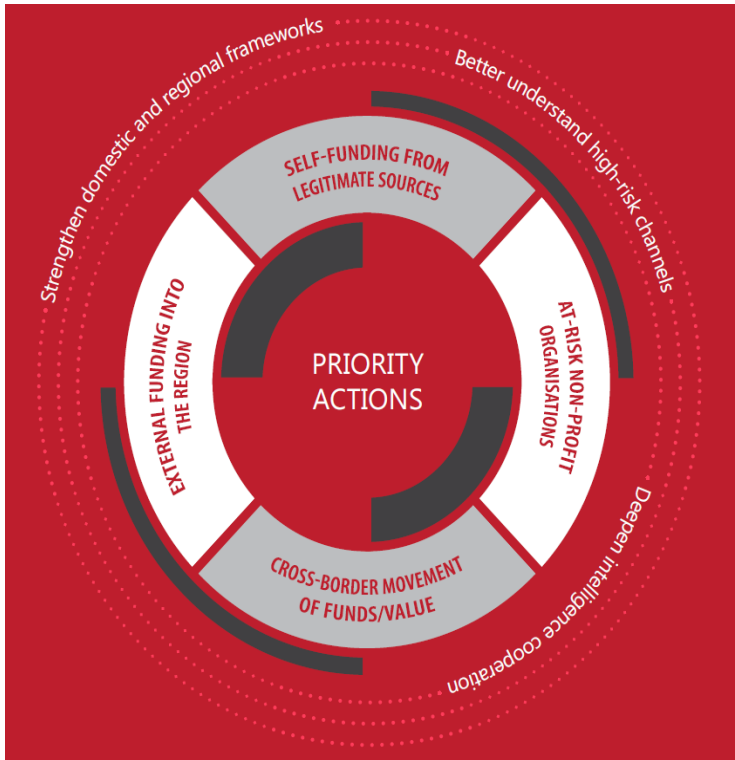 Strengthen domestic and regional frameworks
Better understand high-risk channels
SELF-FUNDING FROM
LEGITIMATE SOURCES
EXTERNAL FUNDING INTO
THE REGION
PRIORITY
ACTIONS
AT-RISK NON-PROFIT
ORGANISATIONS
CROSS-BORDER MOVEMENT
OF FUNDS/VALUE
Deepen intelligence cooperation